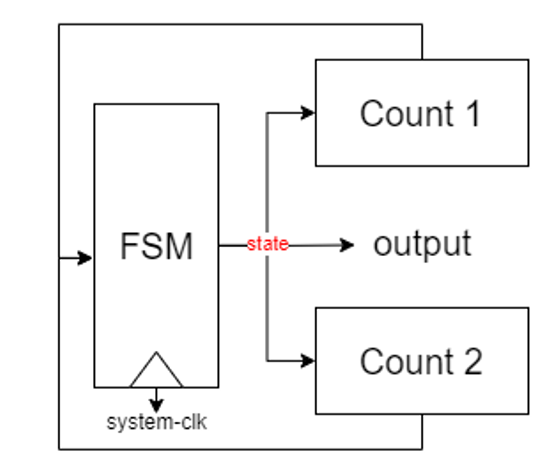 Count 1
FSM
state
output
Count 2
system-clk